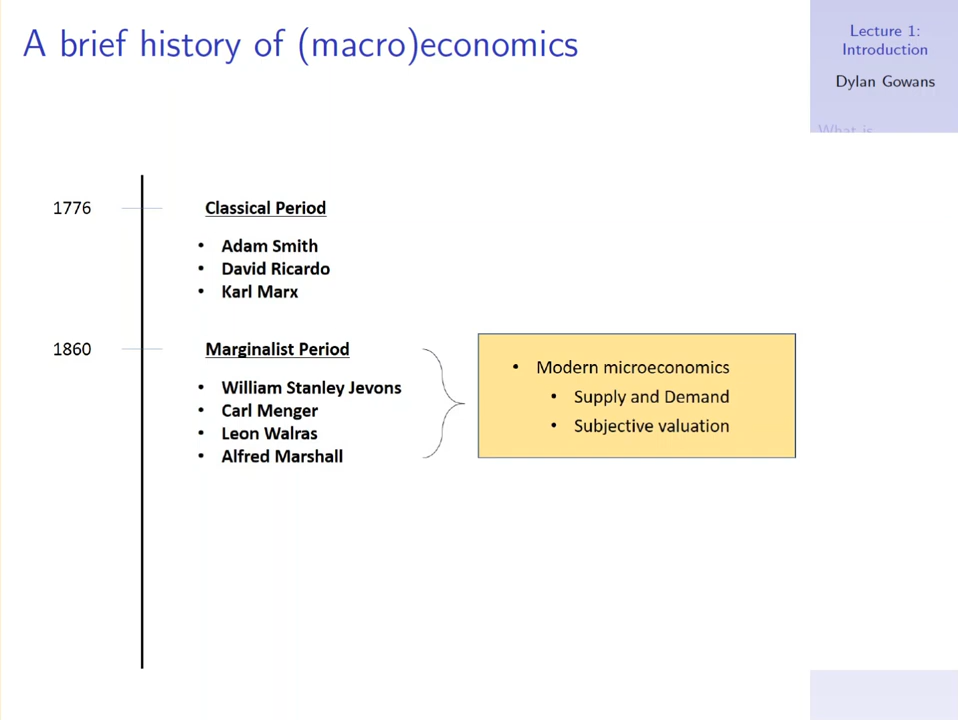 A brief history of (macro)economics
Lecture 1:
Introduction
Dylan Gowans
What is
1776
Classical Period
• Adam Smith
• David Ricardo
• Karl Marx
1860
Marginalist Period
• William Stanley Jevons
• Carl Menger
• Leon Walras
• Alfred Marshall
• Modern microeconomics
• Supply and Demand
• Subjective valuation